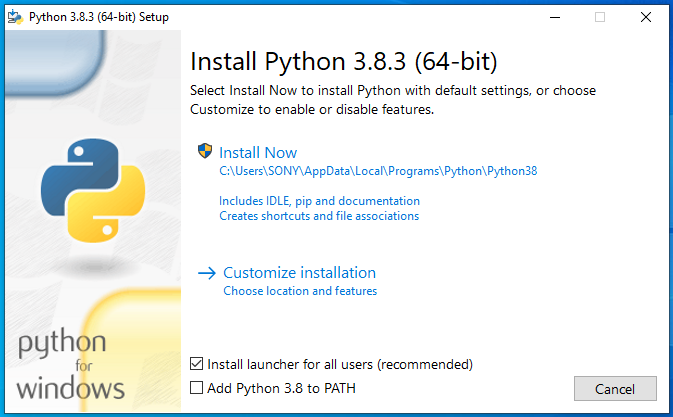 Python 3.8.3 (64-bit) Setup
Install Python 3.8.3 (64-bit)
Select Install Now to install Python with default settings, or choose
Customize to enable or disable features.
Install Now
C:\Users\SONY\AppData\Local\Programs\Python\Python38
Includes IDLE, pip and documentation
Creates shortcuts and file associations
Customize installation
Choose location and features
python
for
windows
Install launcher for all users (recommended)
Add Python 3.8 to PATH
Cancel